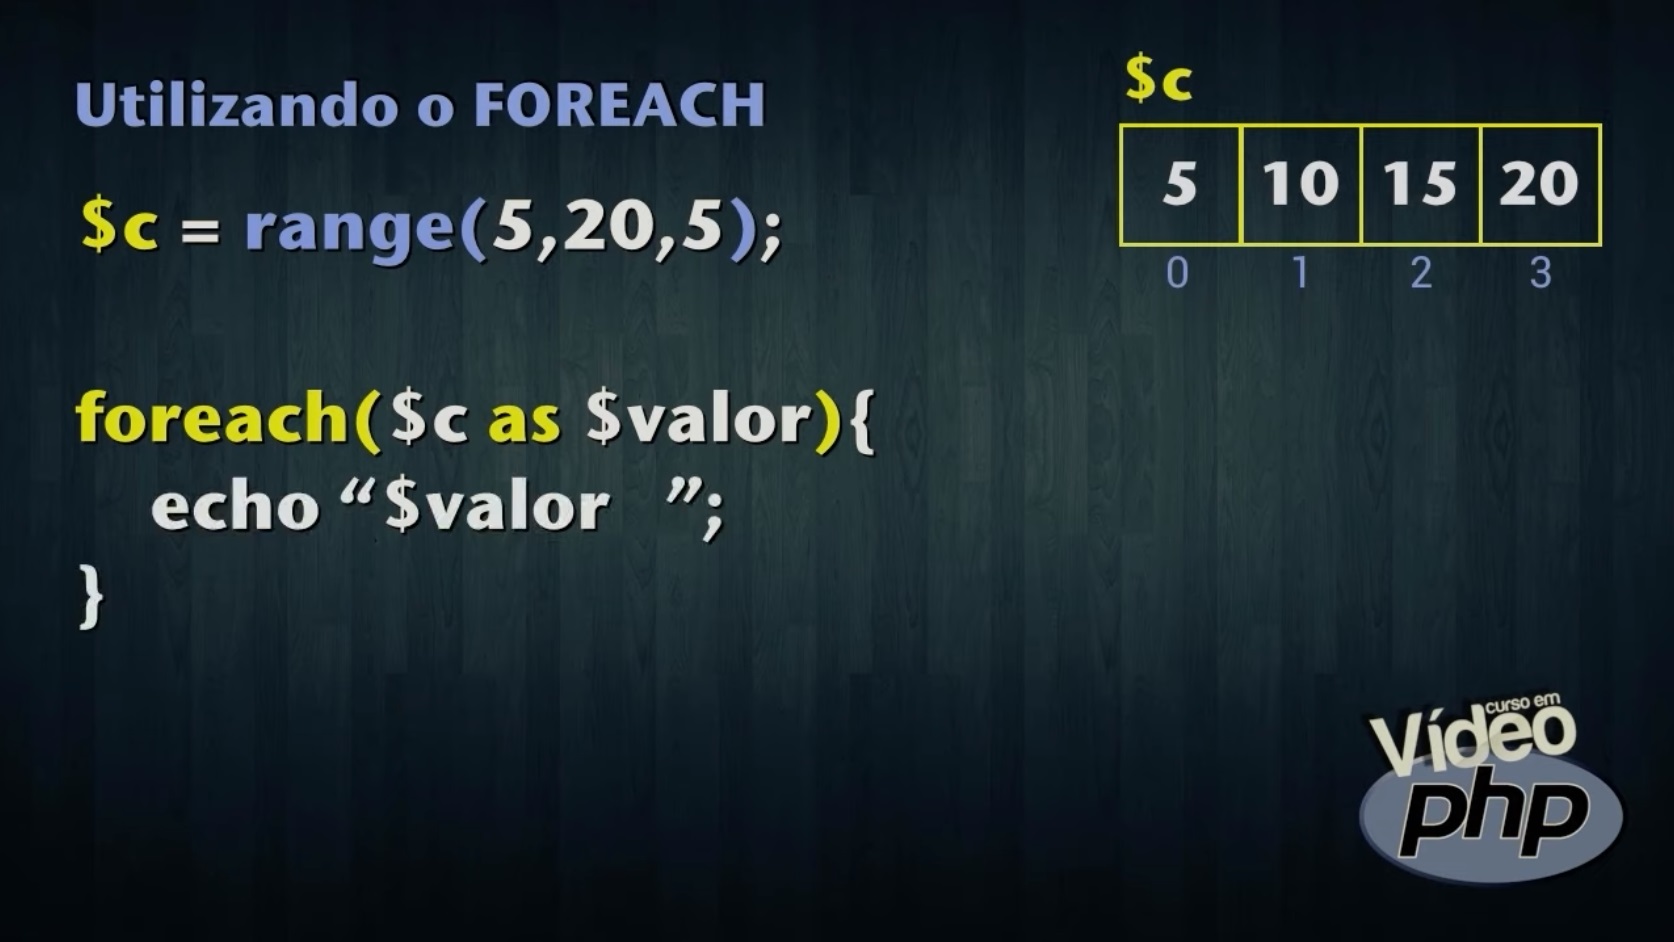 Utilizando o FOREACH
$c = range(5,20,5);
foreach($c as $valor){
echo “$valor ”;
}
$c
5 10 15 20
0 1 2 3
curso em
Vídeo
php